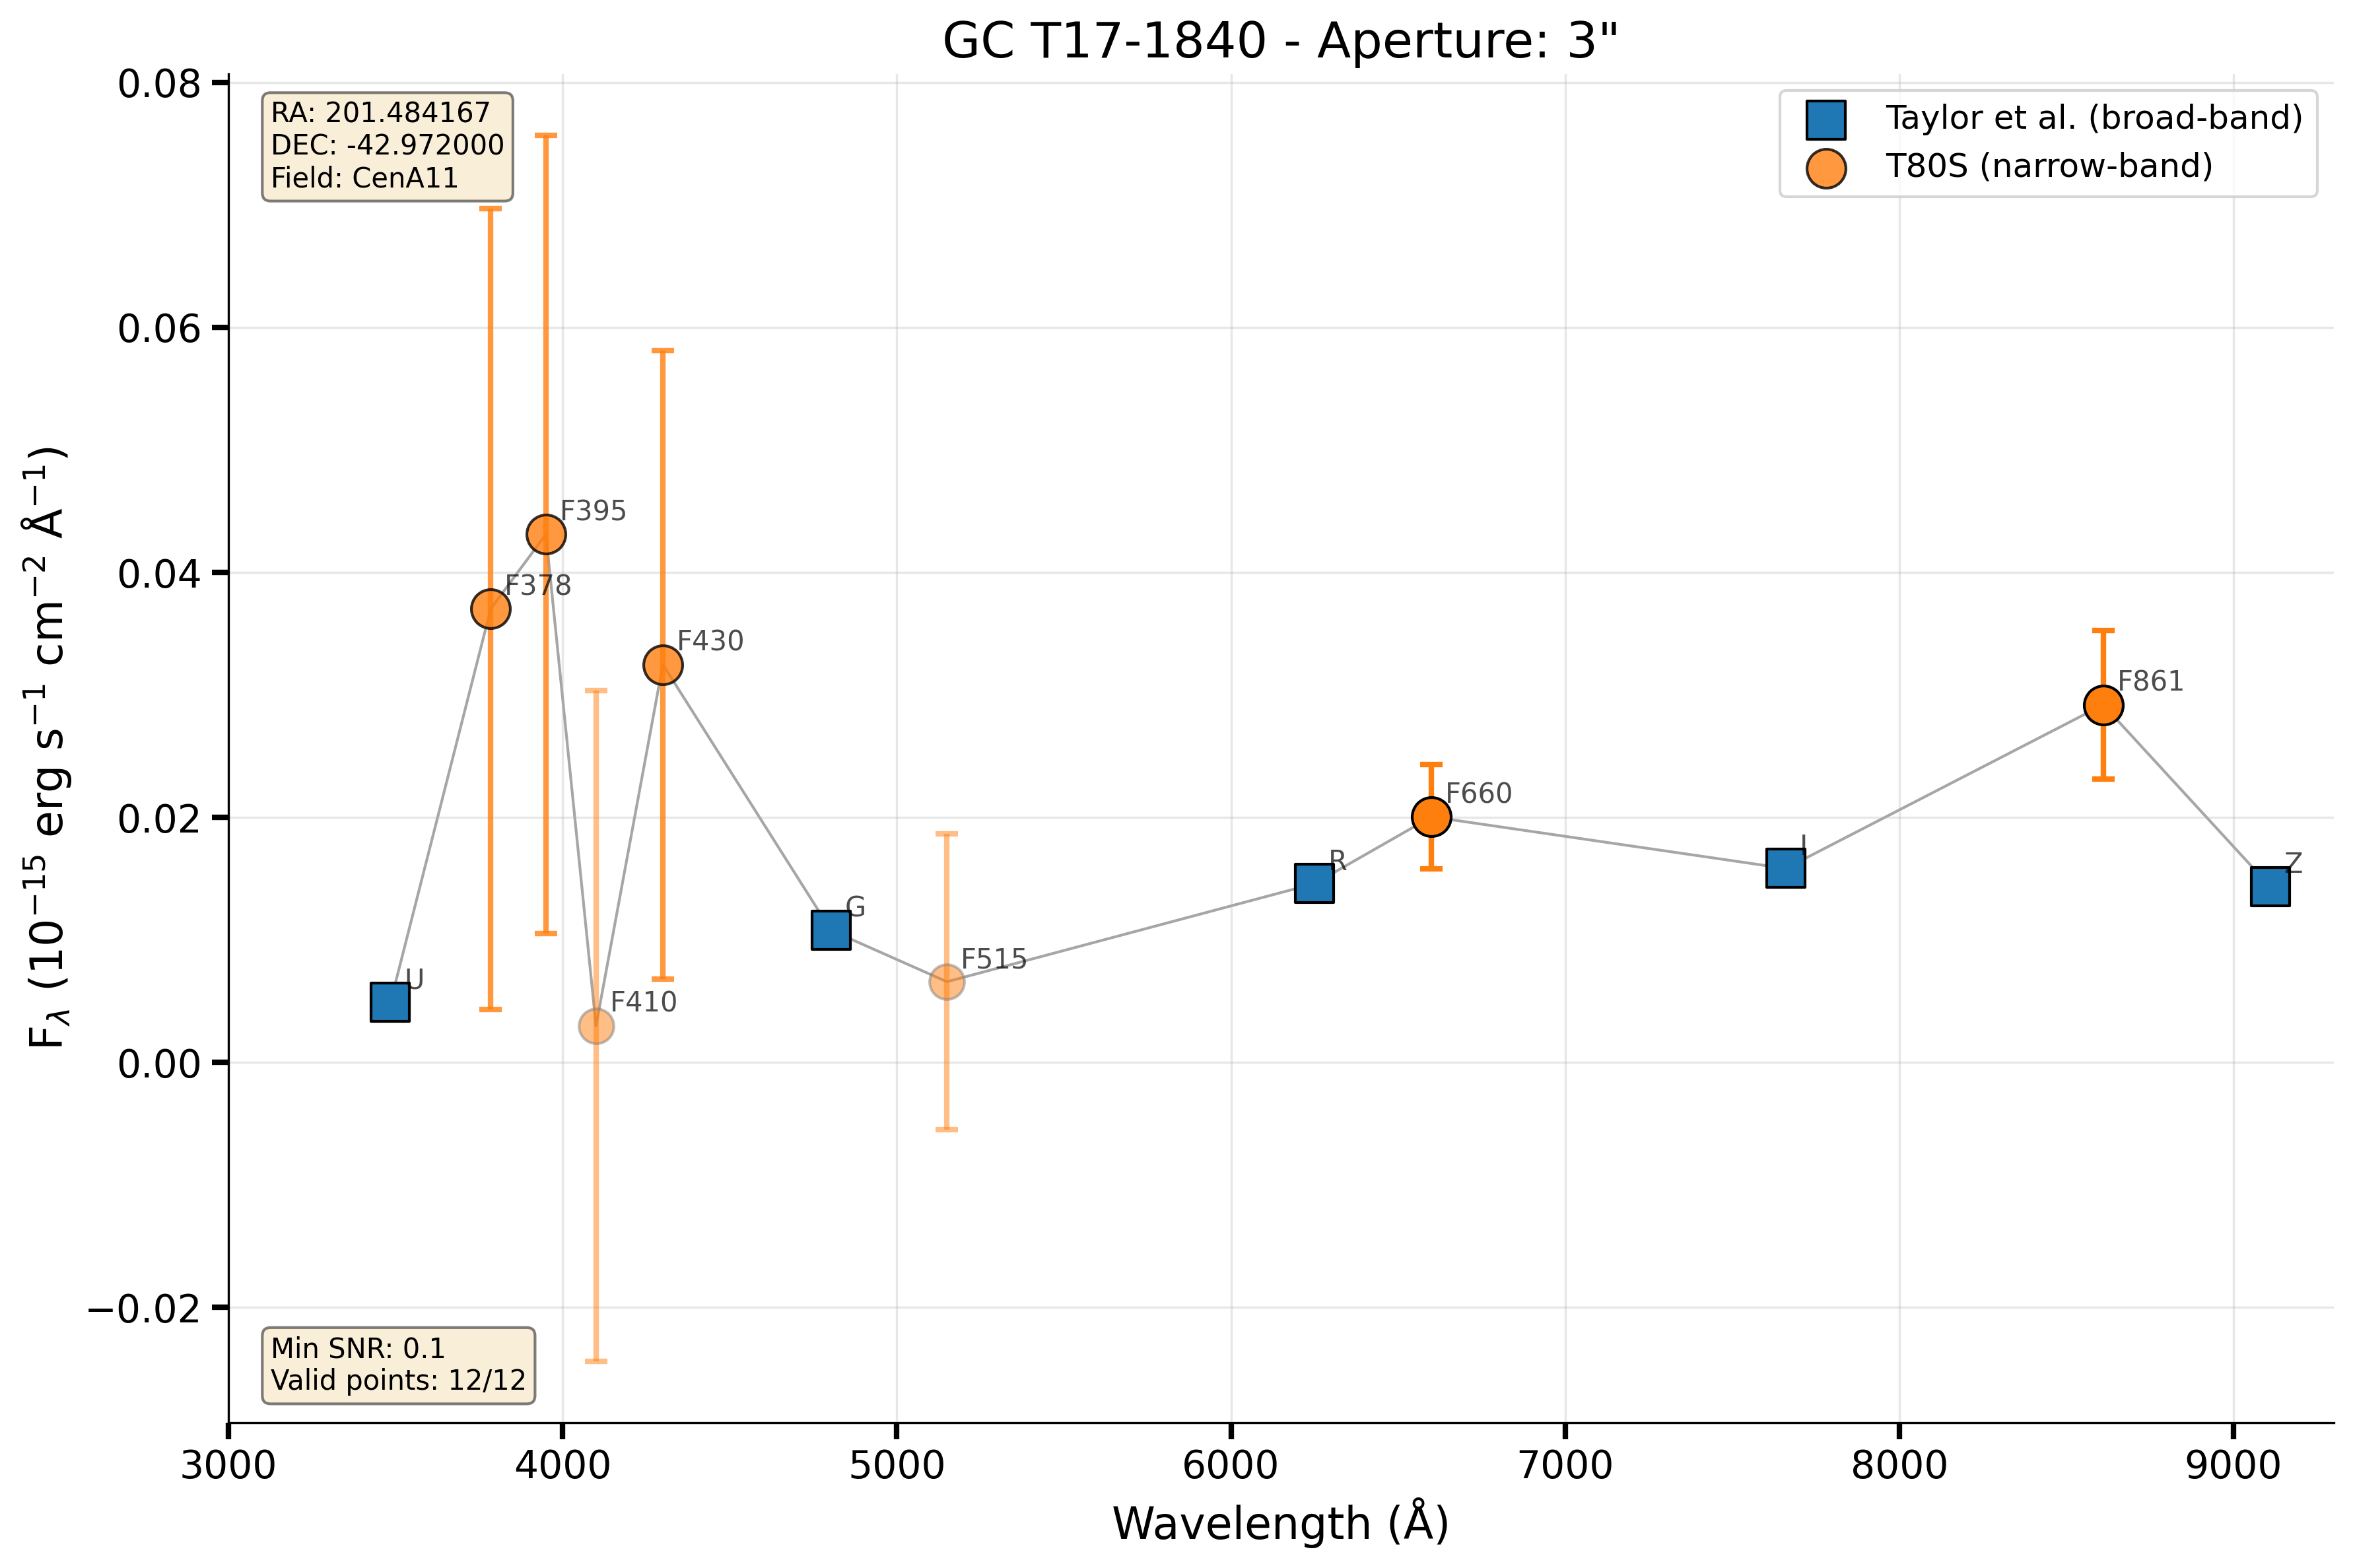 GC T17-1840 - Aperture: 3"
RA: 201.484167
DEC: -42.972000
Field: CenA11
Taylor et al. (broad-band)
T80S (narrow-band)
0.08
0.06
0.04
0.02
0.00
−0.02
F_λ (10⁻¹⁵ erg s⁻¹ cm⁻² Å⁻¹)
U
F378
F395
F410
F430
G
F515
R
F660
I
F861
Z
Min SNR: 0.1
Valid points: 12/12
3000
4000
5000
6000
7000
8000
9000
Wavelength (Å)